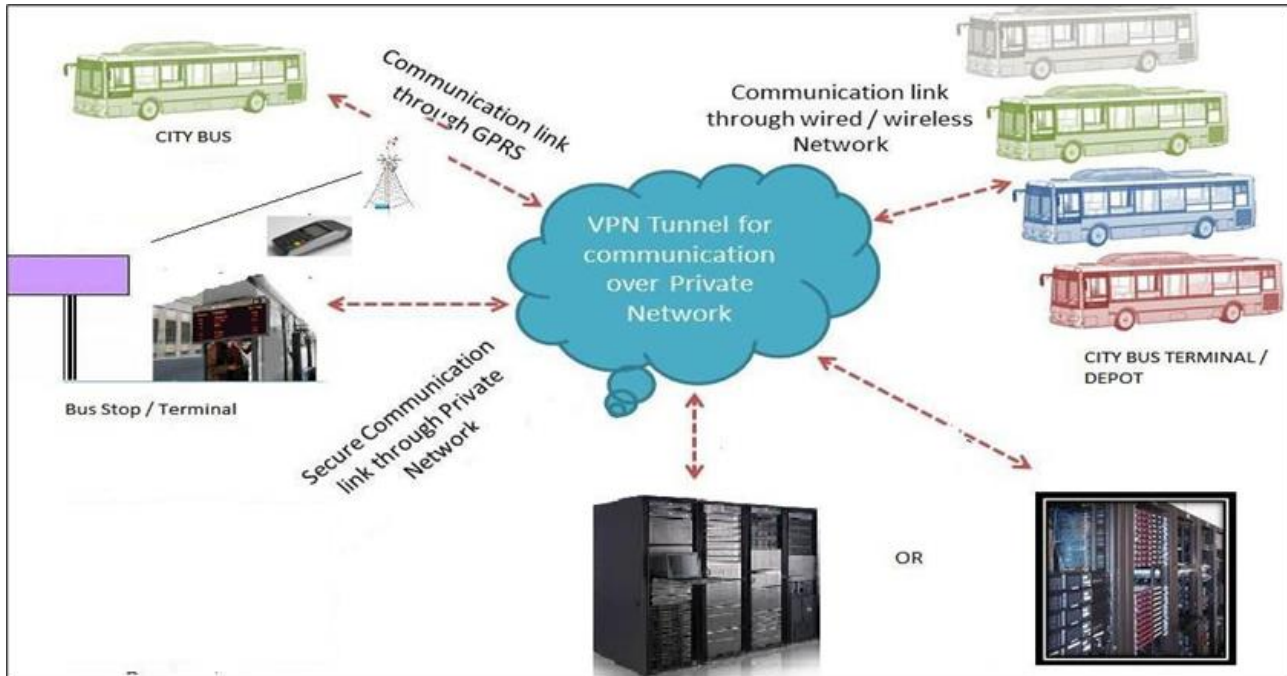 CITY BUS
Communication link
through GPRS
Communication link
through wired / wireless
Network
VPN Tunnel for
communication
over Private
Network
Bus Stop / Terminal
Secure Communication
link through Private
Network
CITY BUS TERMINAL /
DEPOT
OR